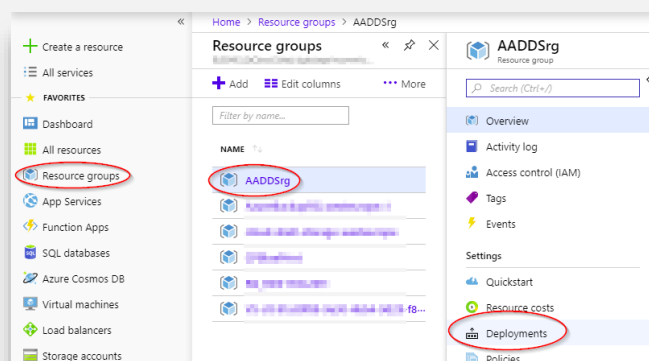 «
Create a resource
All services
FAVORITES
Dashboard
All resources
Resource groups
App Services
Function Apps
SQL databases
Azure Cosmos DB
Virtual machines
Load balancers
Storage accounts
Home > Resource groups > AADDSrg
Resource groups
Add
Edit columns
More
Filter by name...
NAME
AADDSrg
f8...
AADDSrg
Resource group
Search (Ctrl+/)
Overview
Activity log
Access control (IAM)
Tags
Events
Settings
Quickstart
Resource costs
Deployments
Policies